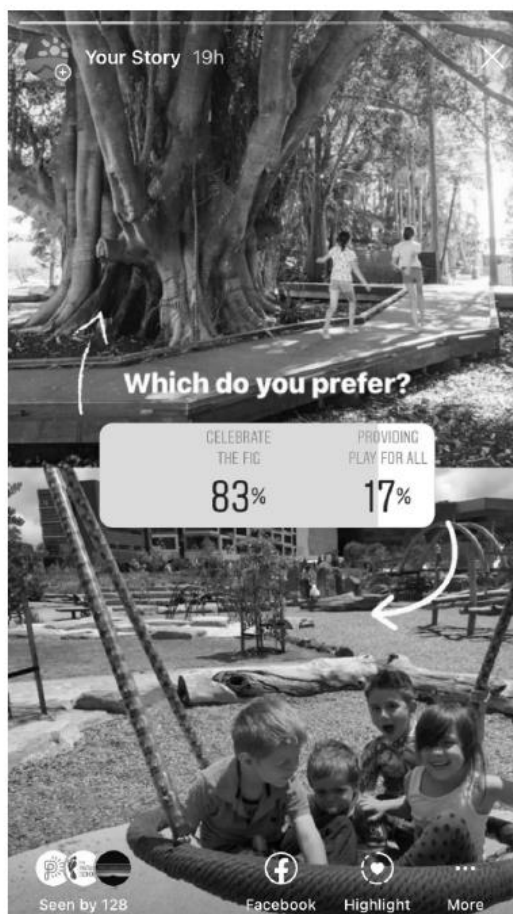 Your Story 19h
Which do you prefer?
CELEBRATE
THE FIG
83%
PROVIDING
PLAY FOR ALL
17%
Seen by 128
Facebook
Highlight
More